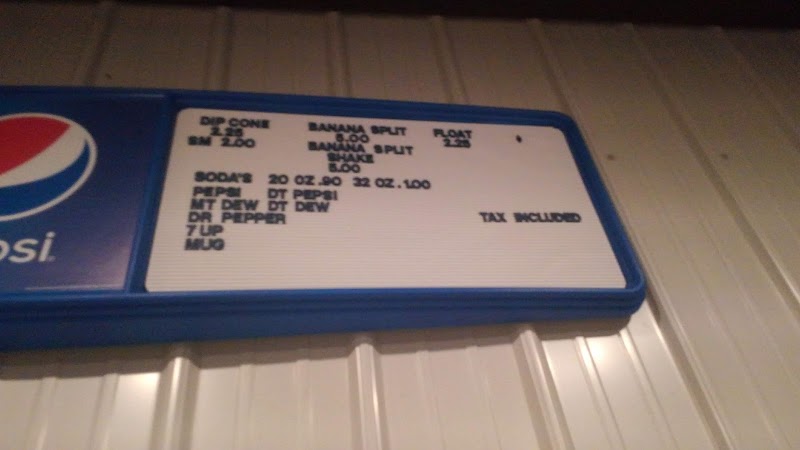 DIP CONE
2.25
SM 2.00
BANANA SPLIT
5.00
BANANA SPLIT
SHAKE
5.00
FLOAT
2.25
SODA'S 20 OZ .90 32 OZ . 1.00
PEPSI DT PEPSI
MT DEW DT DEW
DR PEPPER
7 UP
MUG
TAX INCLUDED
psi